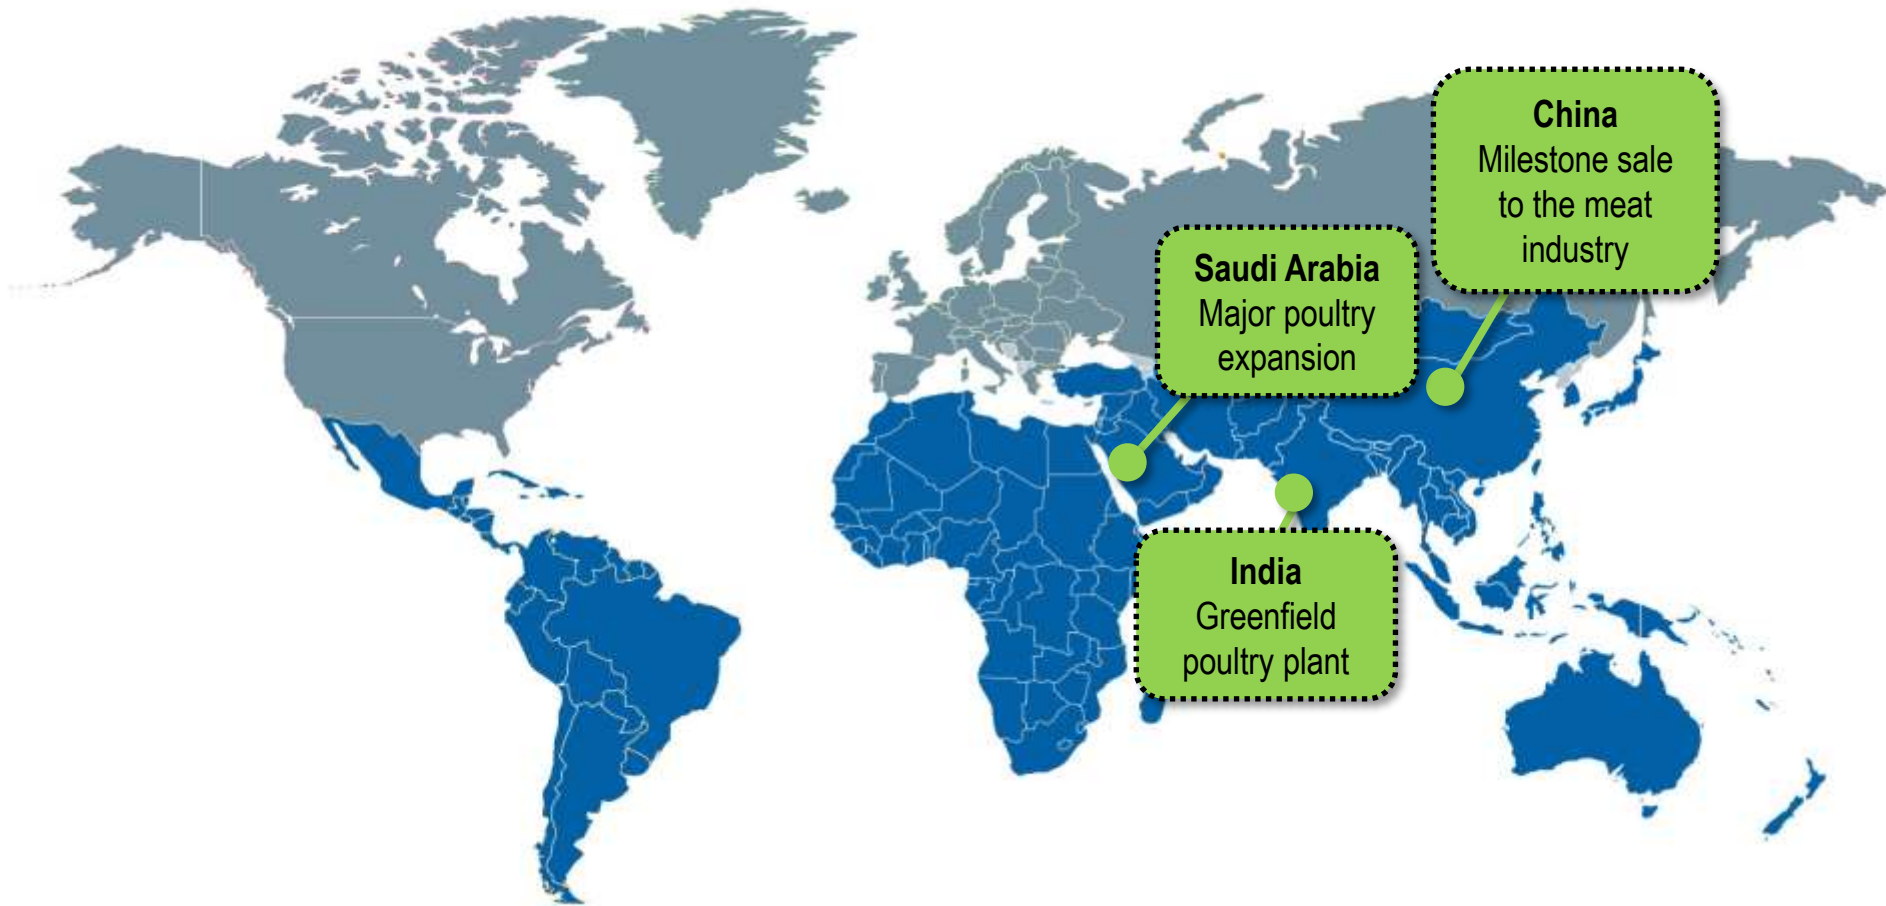 China
Milestone sale
to the meat
industry
Saudi Arabia
Major poultry
expansion
India
Greenfield
poultry plant